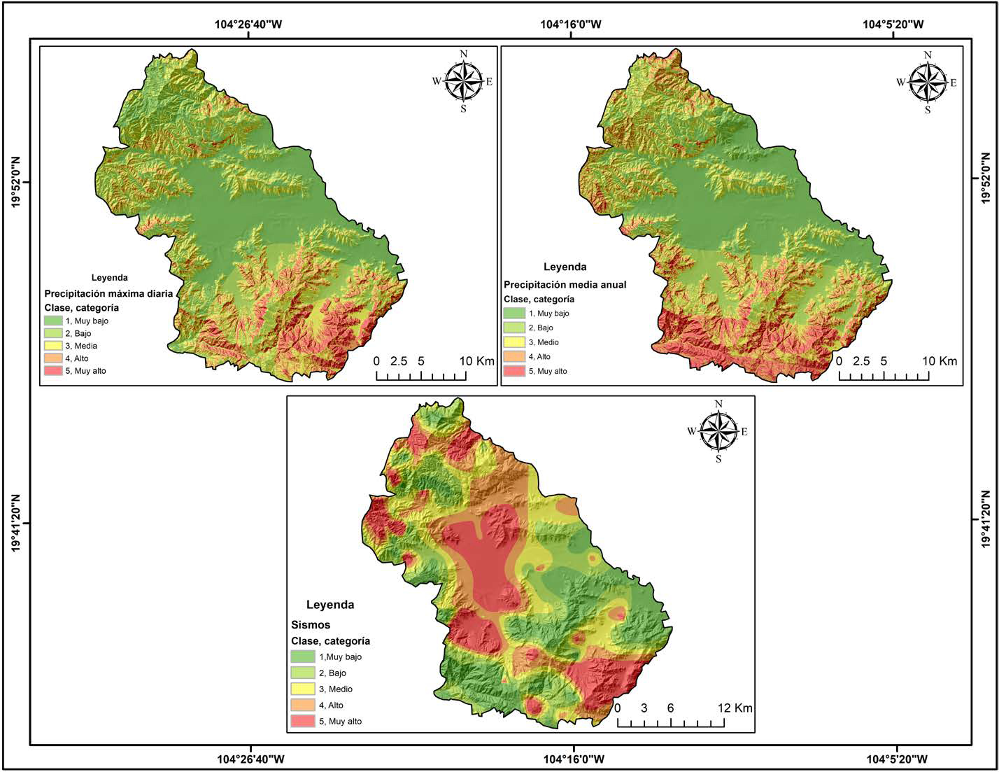 104°26'40"W 104°16'0"W 104°5'20"W
19°52'0"N
19°52'0"N
N
W E
S
Leyenda
Precipitación máxima diaria
Clase, categoría
1, Muy bajo
2, Bajo
3, Media
4, Alto
5, Muy alto
0 2.5 5 10 Km
N
W E
S
Leyenda
Precipitación media anual
Clase, categoría
1, Muy bajo
2, Bajo
3, Medio
4, Alto
5, Muy alto
0 2.5 5 10 Km
19°41'20"N
19°41'20"N
N
W E
S
Leyenda
Sismos
Clase, categoría
1,Muy bajo
2, Bajo
3, Medio
4, Alto
5, Muy alto
0 3 6 12 Km
104°26'40"W 104°16'0"W 104°5'20"W